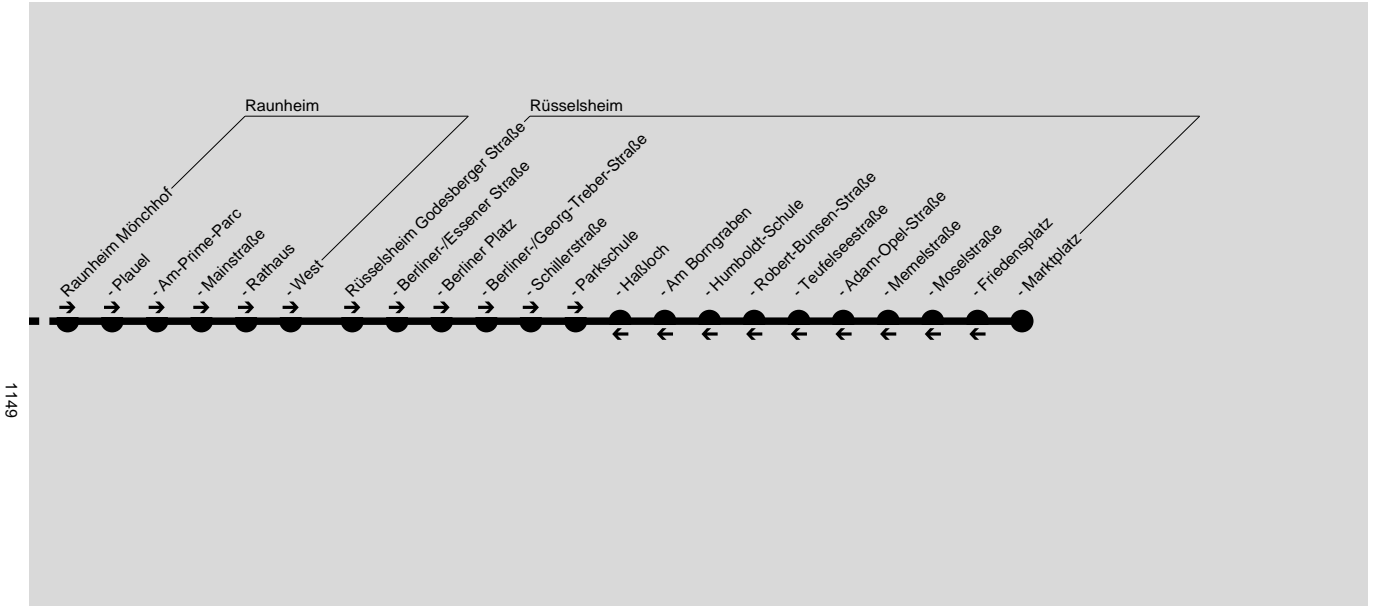 Raunheim
Rüsselsheim
Raunheim Mönchhof
- Plauel
- Am-Prime-Parc
- Mainstraße
- Rathaus
- West
Rüsselsheim Godesberger Straße
- Berliner-/Essener Straße
- Berliner Platz
- Berliner-/Georg-Treber-Straße
- Schillerstraße
- Parkschule
- Haßloch
- Am Borngraben
- Humboldt-Schule
- Robert-Bunsen-Straße
- Teufelseestraße
- Adam-Opel-Straße
- Memelstraße
- Moselstraße
- Friedensplatz
- Marktplatz
1149